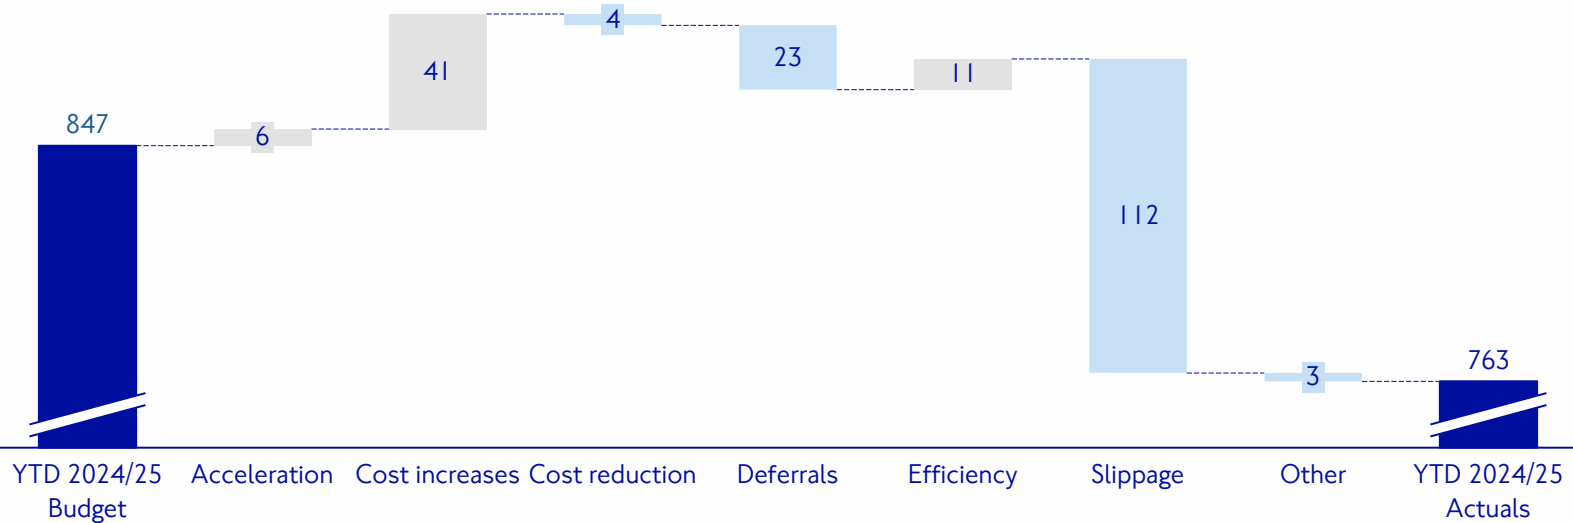 847
6
41
4
23
11
112
3
763
YTD 2024/25
Budget
Acceleration
Cost increases
Cost reduction
Deferrals
Efficiency
Slippage
Other
YTD 2024/25
Actuals